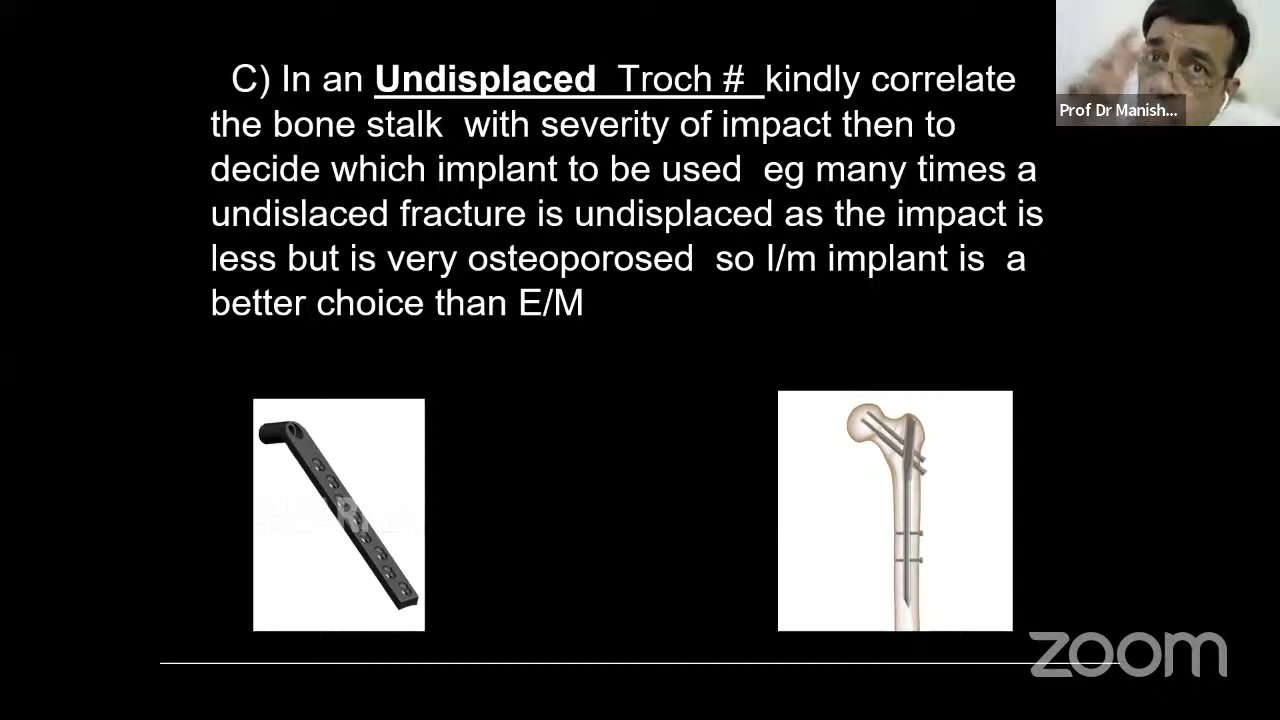 C) In an Undisplaced Troch # kindly correlate
the bone stalk with severity of impact then to
decide which implant to be used eg many times a
undislaced fracture is undisplaced as the impact is
less but is very osteoporosed so I/m implant is a
better choice than E/M
Prof Dr Manish...
zoom